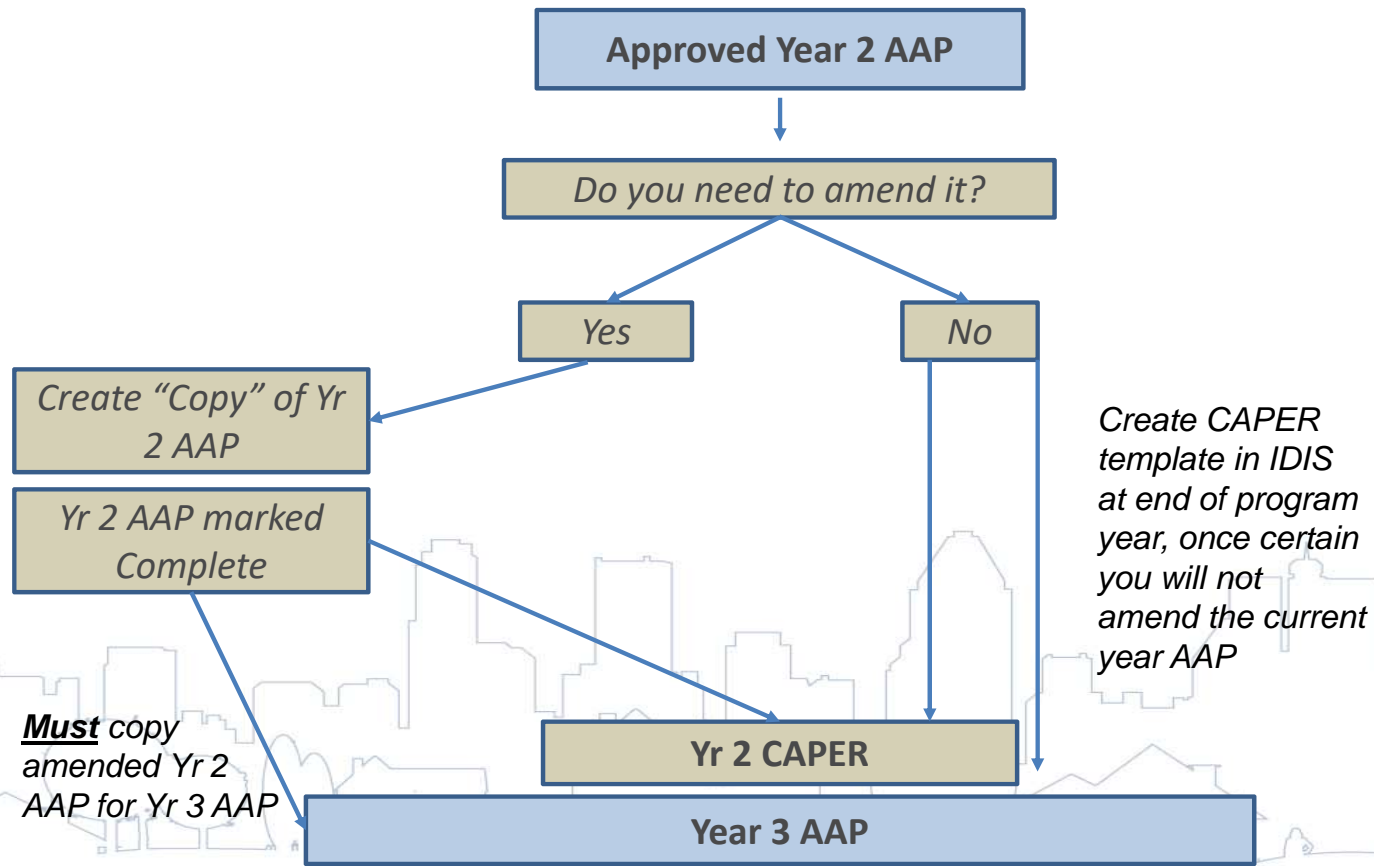 Approved Year 2 AAP
Do you need to amend it?
Yes
No
Create “Copy” of Yr
2 AAP
Yr 2 AAP marked
Complete
Create CAPER
template in IDIS
at end of program
year, once certain
you will not
amend the current
year AAP
Must copy
amended Yr 2
AAP for Yr 3 AAP
Yr 2 CAPER
Year 3 AAP